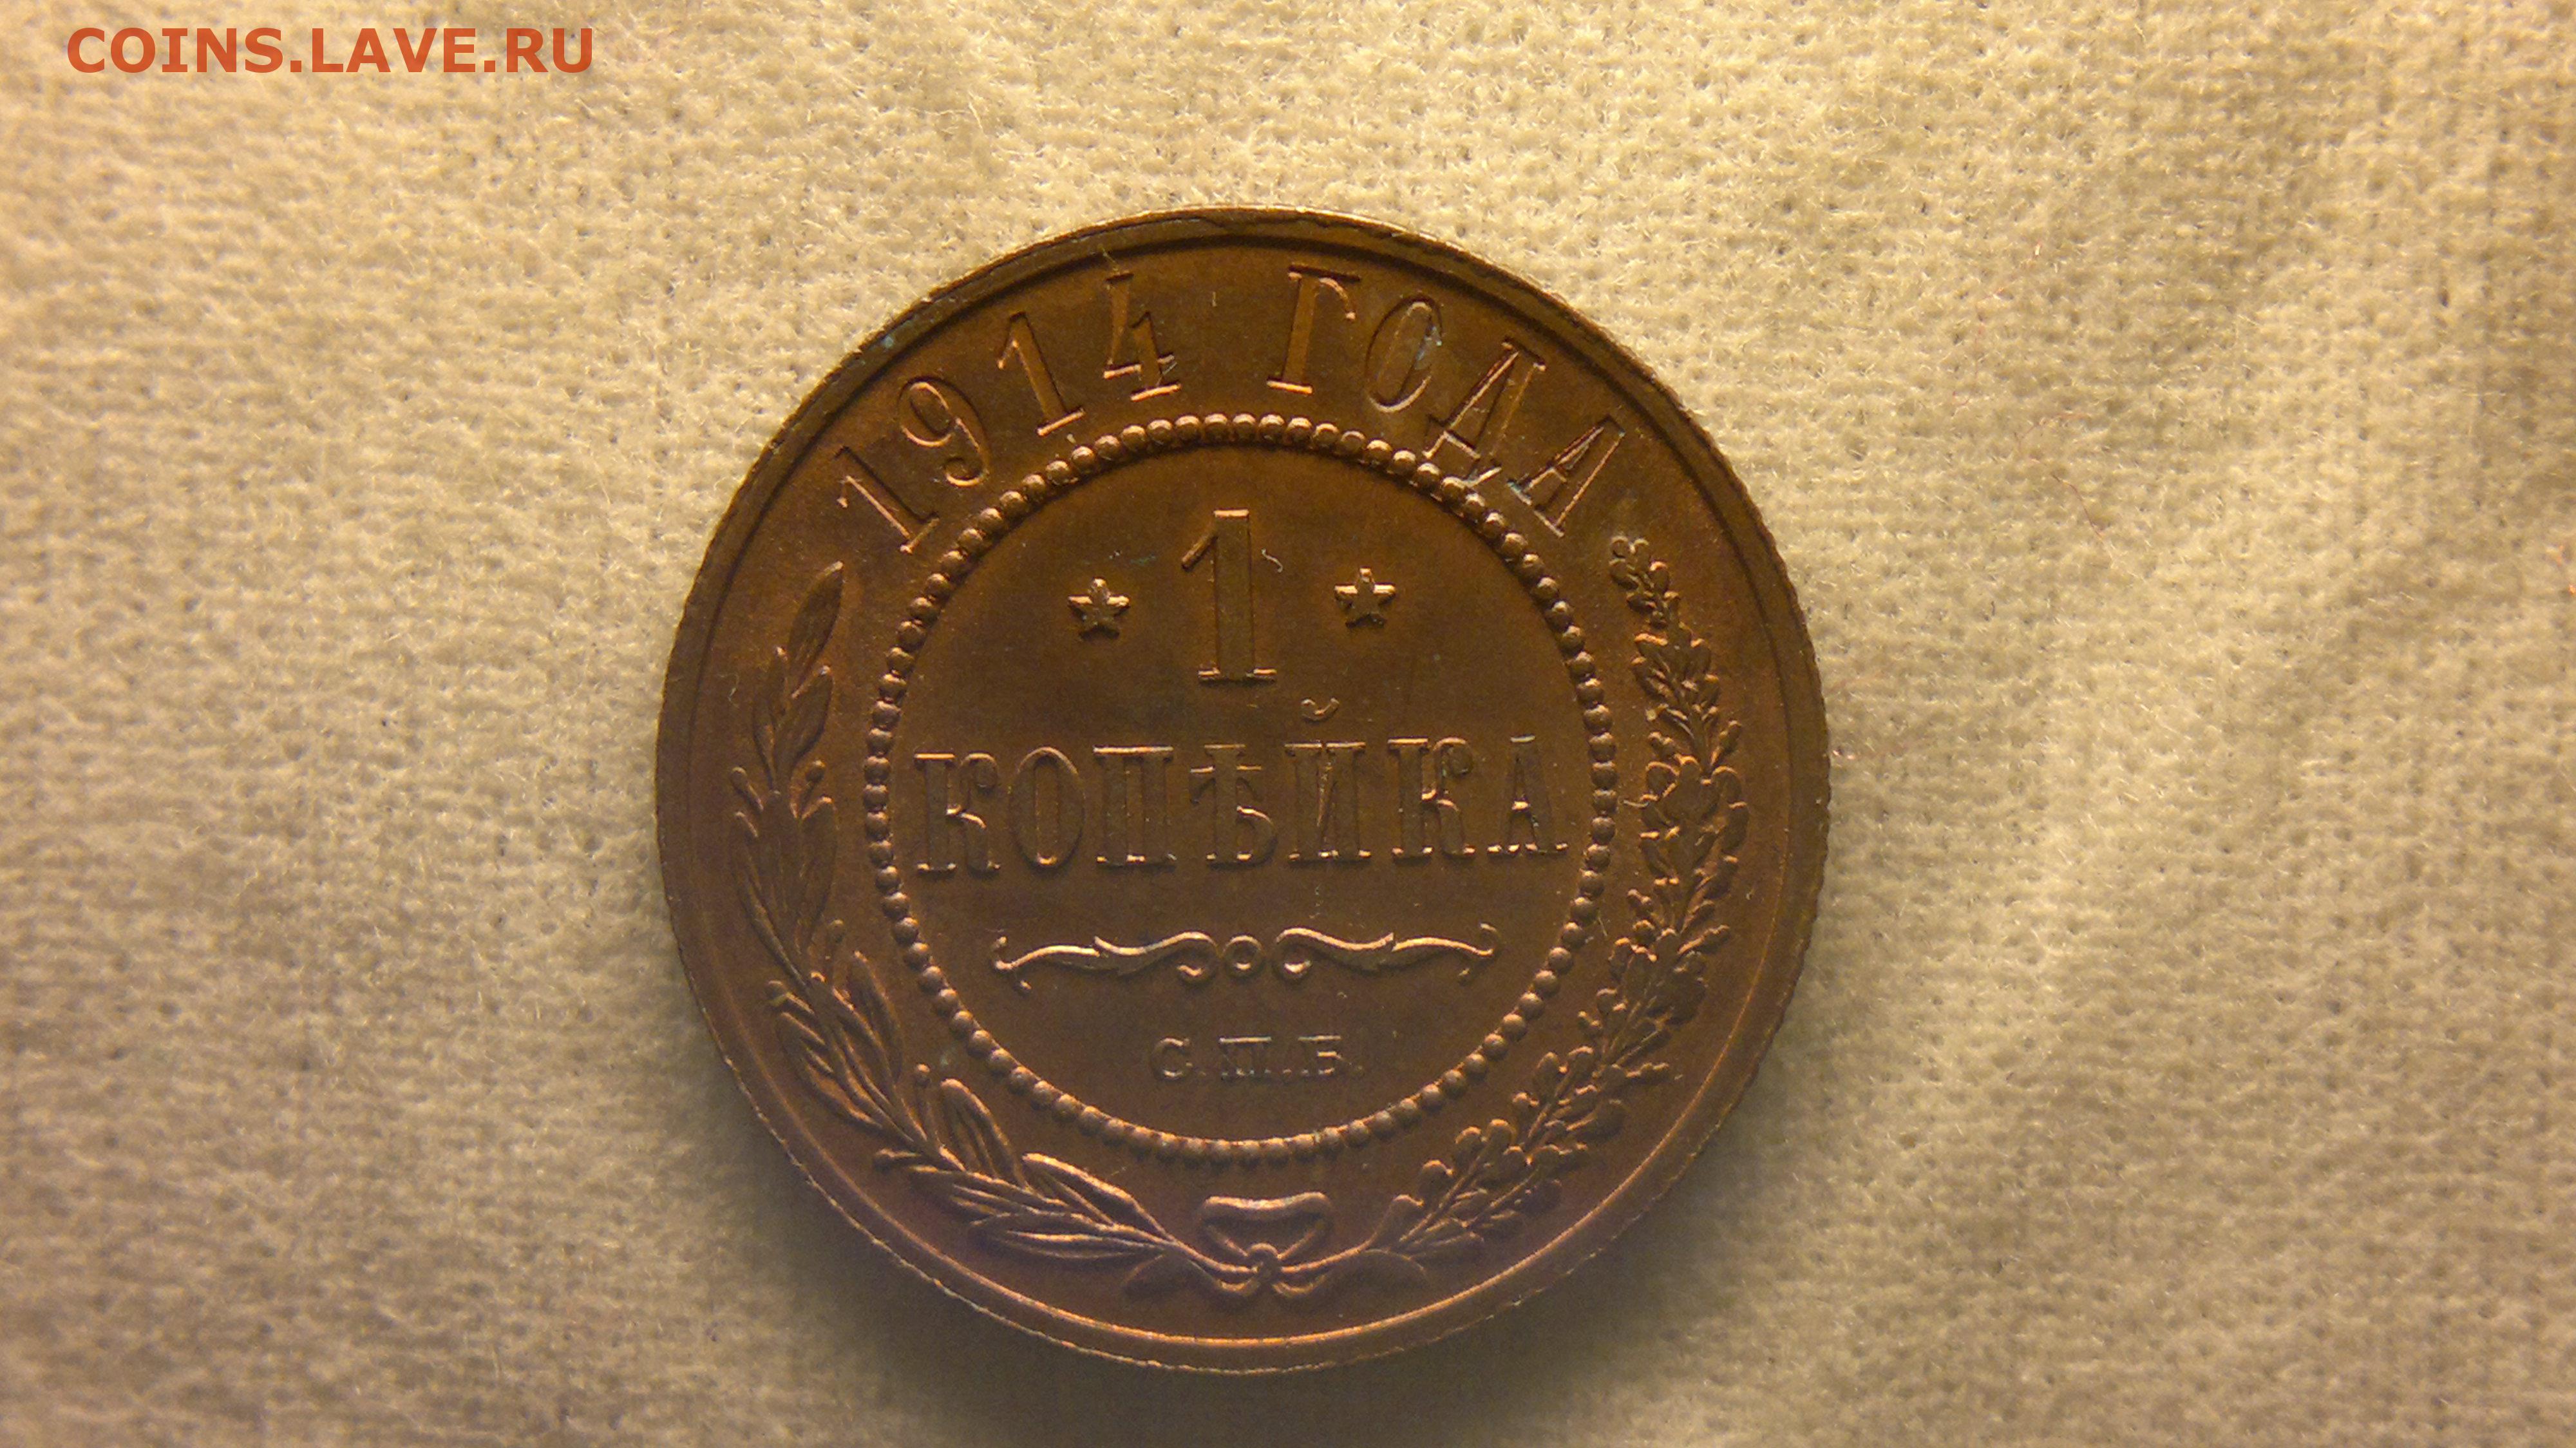 COINS.LAVE.RU
1914 ГОДА
1
КОПѢЙКА
С.П.Б.